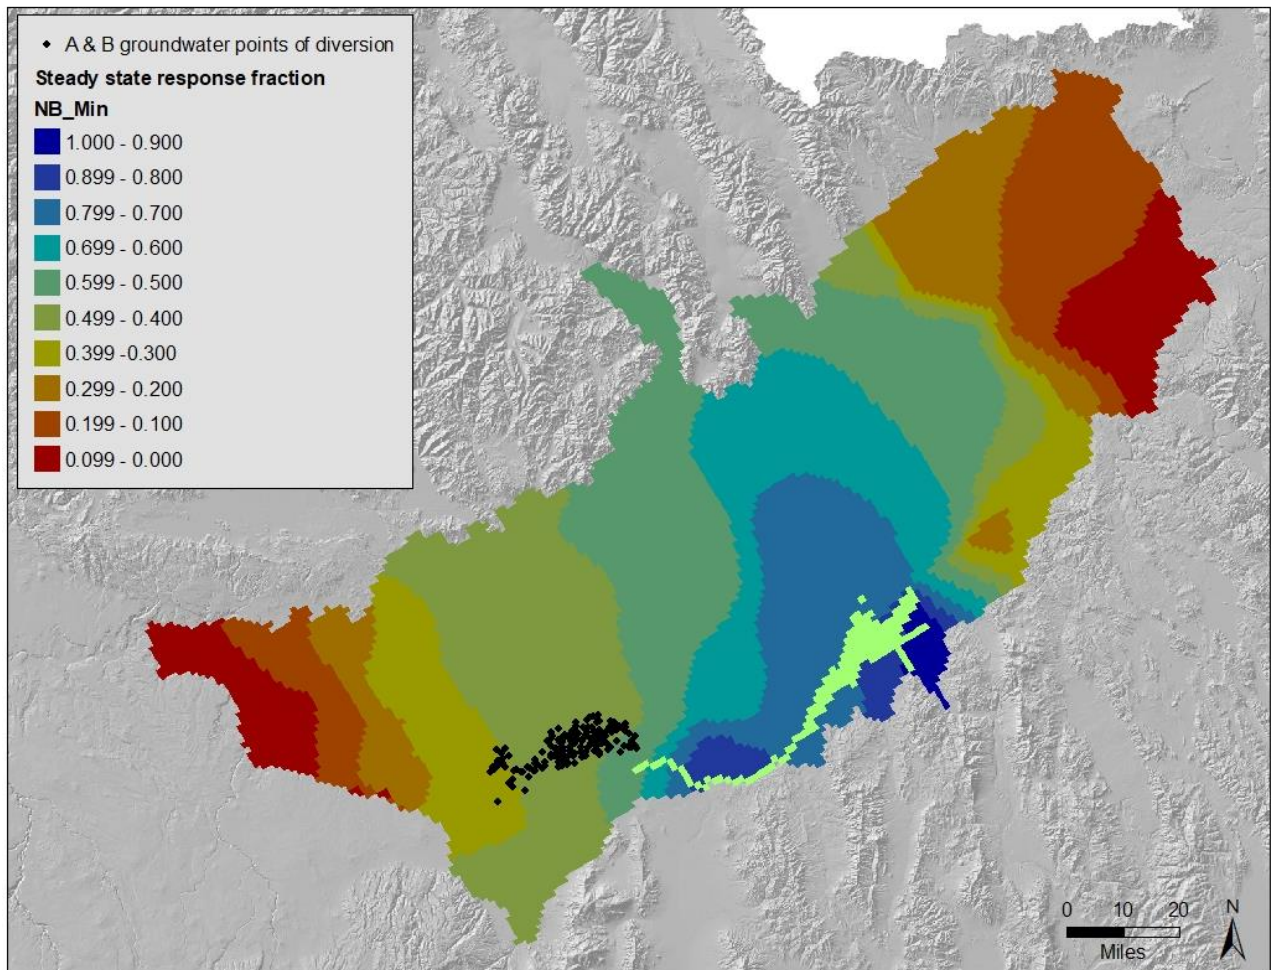 A & B groundwater points of diversion
Steady state response fraction
NB_Min
1.000 - 0.900
0.899 - 0.800
0.799 - 0.700
0.699 - 0.600
0.599 - 0.500
0.499 - 0.400
0.399 -0.300
0.299 - 0.200
0.199 - 0.100
0.099 - 0.000
0 10 20
Miles
N